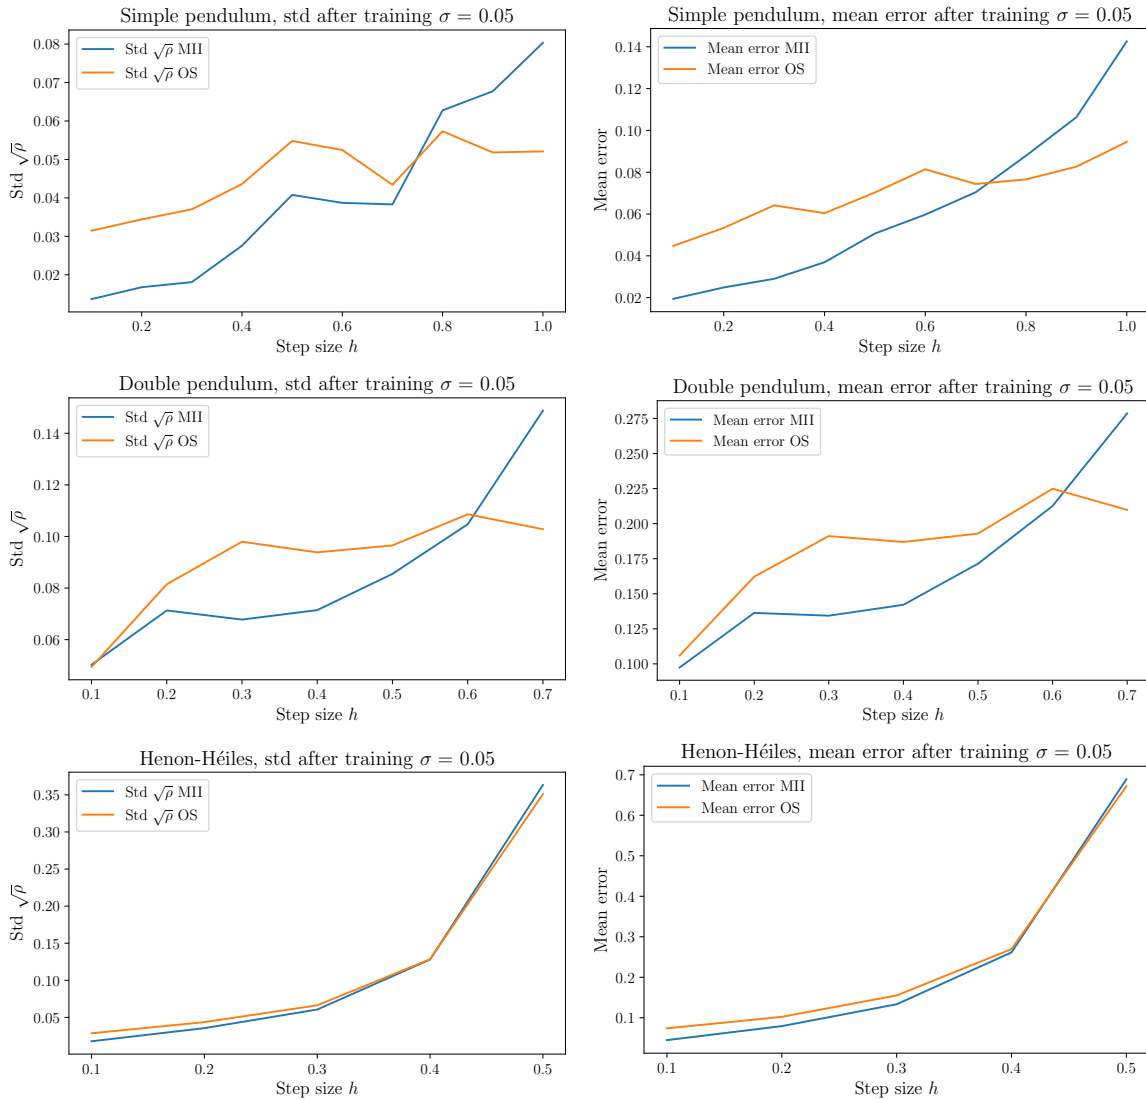 Simple pendulum, std after training σ = 0.05
Std √ρ MII
Std √ρ OS
0.08
0.07
0.06
0.05
0.04
0.03
0.02
Std √ρ
0.2 0.4 0.6 0.8 1.0
Step size h
Simple pendulum, mean error after training σ = 0.05
Mean error MII
Mean error OS
0.14
0.12
0.10
0.08
0.06
0.04
0.02
Mean error
0.2 0.4 0.6 0.8 1.0
Step size h
Double pendulum, std after training σ = 0.05
Std √ρ MII
Std √ρ OS
0.14
0.12
0.10
0.08
0.06
Std √ρ
0.1 0.2 0.3 0.4 0.5 0.6 0.7
Step size h
Double pendulum, mean error after training σ = 0.05
Mean error MII
Mean error OS
0.275
0.250
0.225
0.200
0.175
0.150
0.125
0.100
Mean error
0.1 0.2 0.3 0.4 0.5 0.6 0.7
Step size h
Henon-Héiles, std after training σ = 0.05
Std √ρ MII
Std √ρ OS
0.35
0.30
0.25
0.20
0.15
0.10
0.05
Std √ρ
0.1 0.2 0.3 0.4 0.5
Step size h
Henon-Héiles, mean error after training σ = 0.05
Mean error MII
Mean error OS
0.7
0.6
0.5
0.4
0.3
0.2
0.1
Mean error
0.1 0.2 0.3 0.4 0.5
Step size h